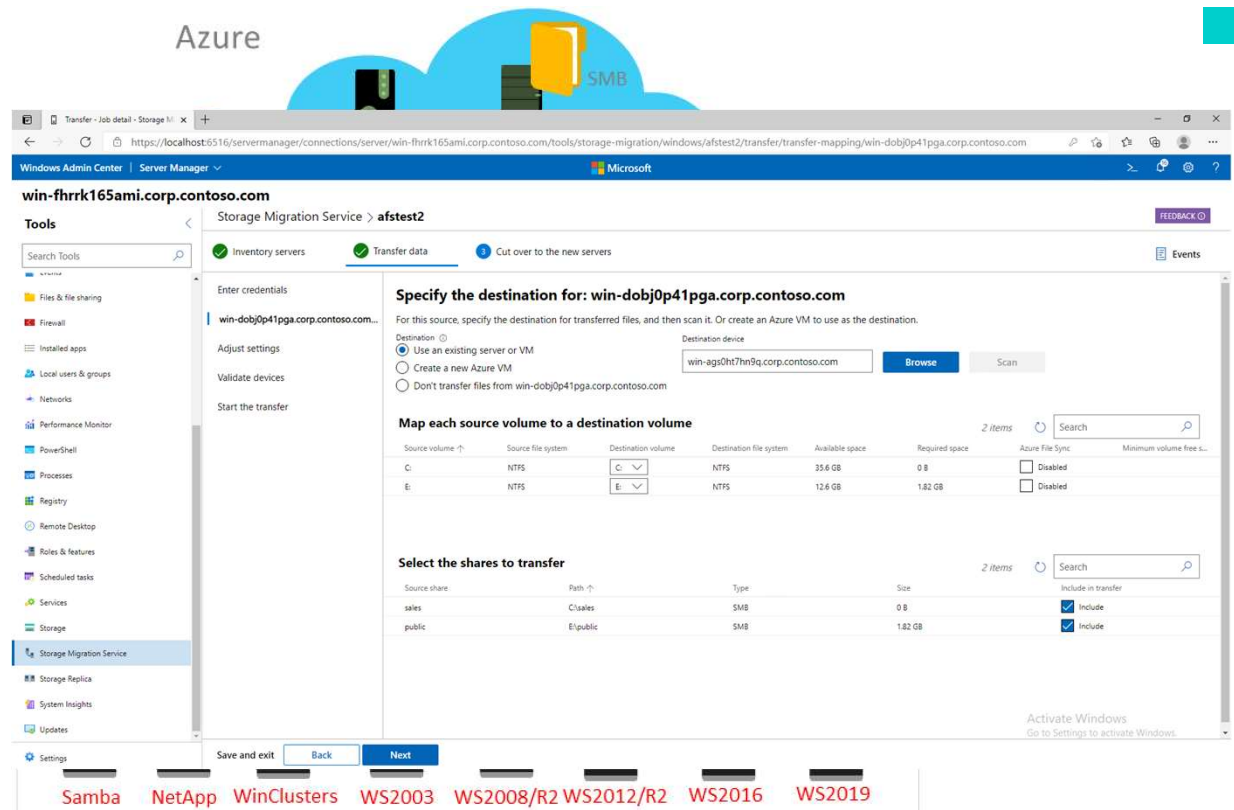 Azure
SMB
Transfer - Job detail - Storage Mi
https://localhost:6516/servermanager/connections/server/win-fhrrk165ami.corp.contoso.com/tools/storage-migration/windows/afstest2/transfer/transfer-mapping/win-dobj0p41pga.corp.contoso.com
Windows Admin Center | Server Manager
Microsoft
win-fhrrk165ami.corp.contoso.com
Tools
Search Tools
Files & file sharing
Firewall
Installed apps
Local users & groups
Networks
Performance Monitor
PowerShell
Processes
Registry
Remote Desktop
Roles & features
Scheduled tasks
Services
Storage
Storage Migration Service
Storage Replica
System Insights
Updates
Settings
Storage Migration Service > afstest2
FEEDBACK
Inventory servers
Transfer data
3 Cut over to the new servers
Events
Enter credentials
win-dobj0p41pga.corp.contoso.com...
Adjust settings
Validate devices
Start the transfer
Specify the destination for: win-dobj0p41pga.corp.contoso.com
For this source, specify the destination for transferred files, and then scan it. Or create an Azure VM to use as the destination.
Destination
Use an existing server or VM
Create a new Azure VM
Don't transfer files from win-dobj0p41pga.corp.contoso.com
Destination device
win-ags0ht7hn9q.corp.contoso.com
Browse
Scan
Map each source volume to a destination volume
2 items
Search
Source volume Source file system Destination volume Destination file system Available space Required space Azure File Sync Minimum volume free s...
C: NTFS C: NTFS 35.6 GB 0 B Disabled
E: NTFS E: NTFS 12.6 GB 1.82 GB Disabled
Select the shares to transfer
2 items
Search
Source share Path Type Size Include in transfer
sales C:\sales SMB 0 B Include
public E:\public SMB 1.82 GB Include
Activate Windows
Go to Settings to activate Windows.
Save and exit
Back
Next
Samba NetApp WinClusters WS2003 WS2008/R2 WS2012/R2 WS2016 WS2019